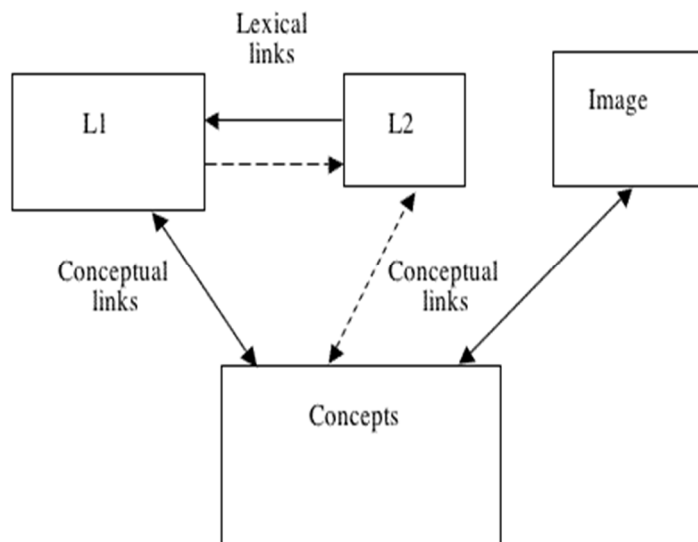 Lexical
links
L1
L2
Image
Conceptual
links
Conceptual
links
Concepts